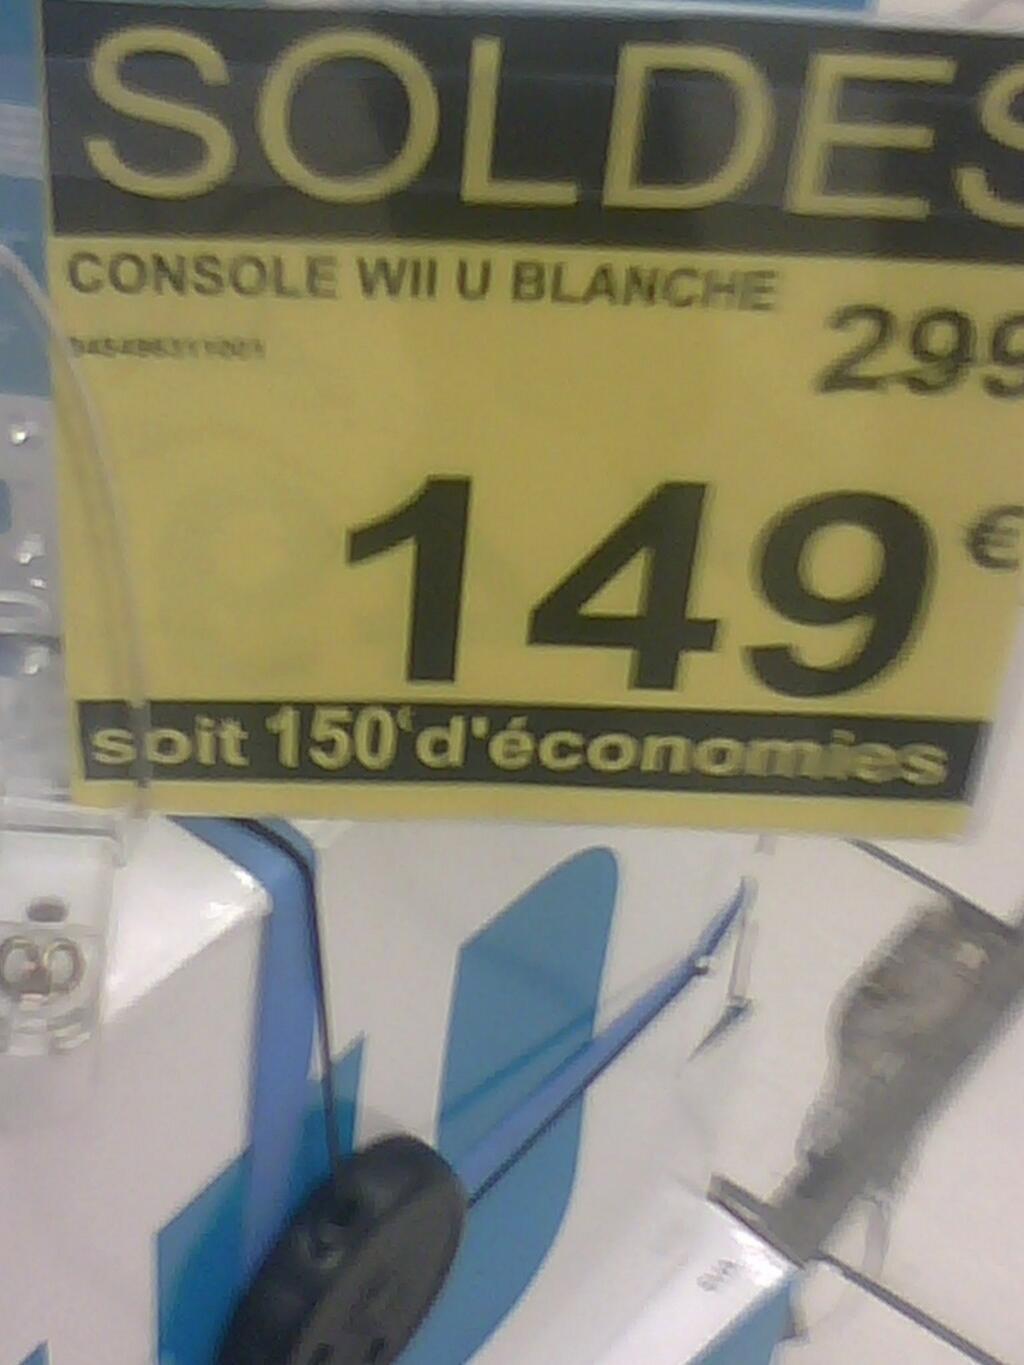 SOLDES
CONSOLE WII U BLANCHE
299
149 €
soit 150€ d'économies